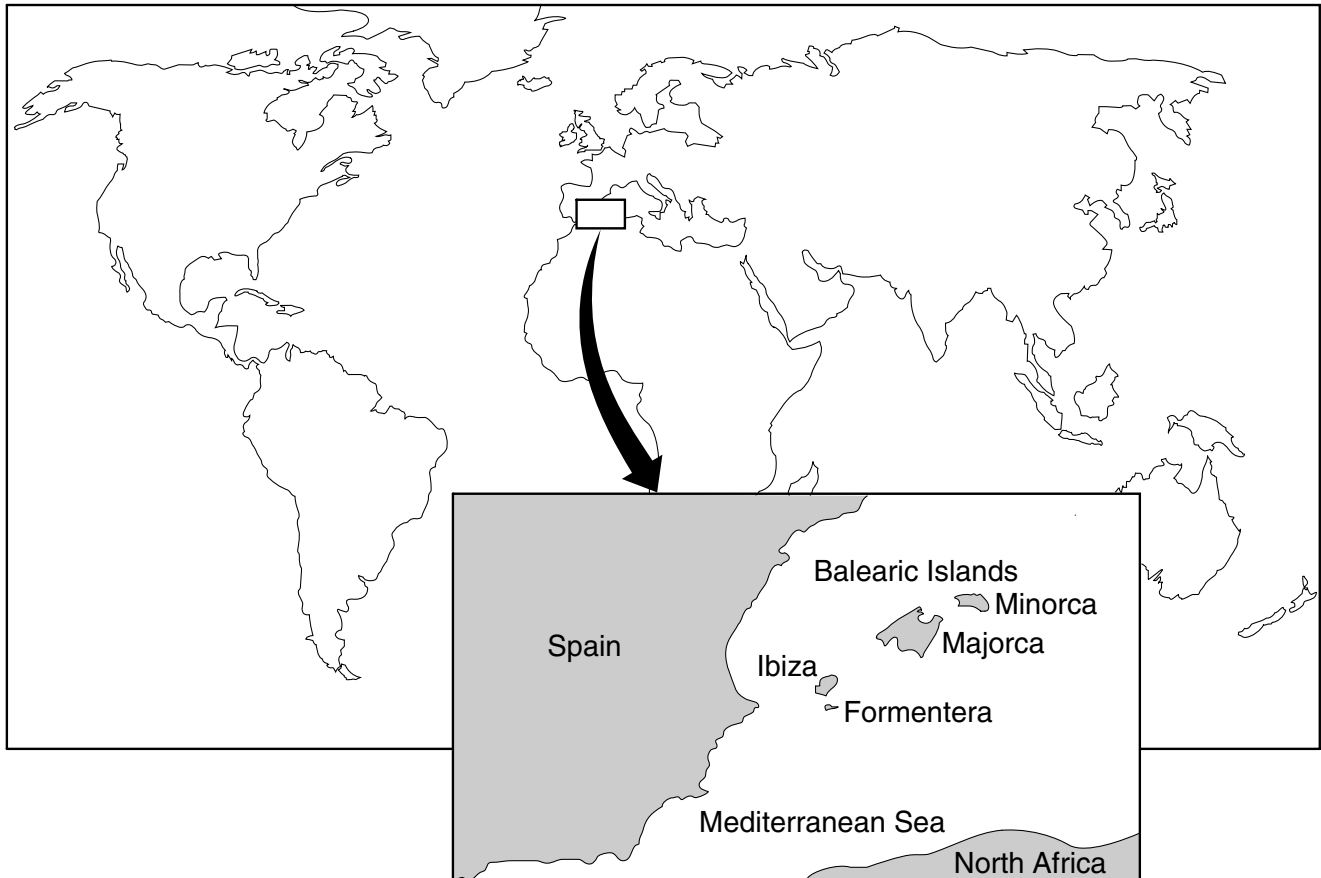 Balearic Islands
Minorca
Spain
Majorca
Ibiza
Formentera
Mediterranean Sea
North Africa